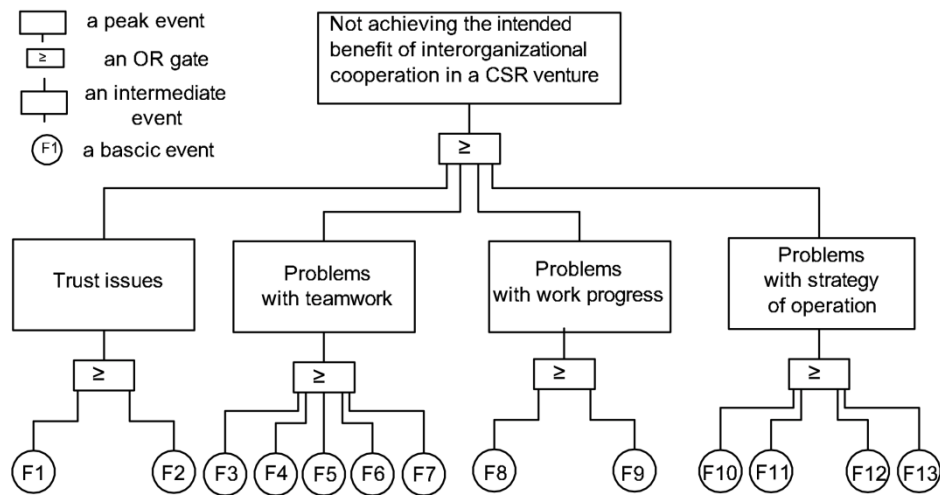 a peak event
≥
an OR gate
an intermediate
event
F1
a bascic event
Not achieving the intended
benefit of interorganizational
cooperation in a CSR venture
≥
Trust issues
Problems
with teamwork
Problems
with work progress
Problems
with strategy
of operation
≥
≥
≥
≥
F1
F2
F3
F4
F5
F6
F7
F8
F9
F10
F11
F12
F13